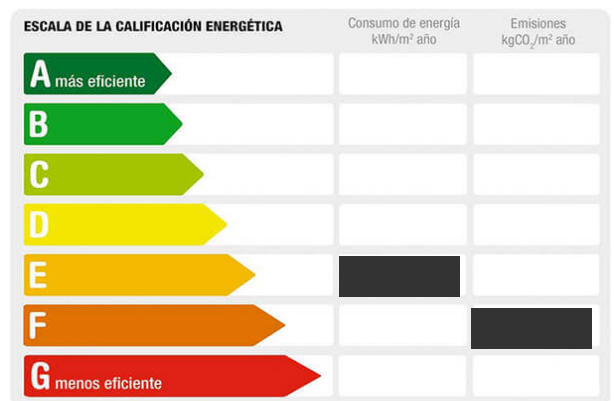 ESCALA DE LA CALIFICACIÓN ENERGÉTICA
Consumo de energía
kWh/m² año
Emisiones
kgCO₂/m² año
A más eficiente
B
C
D
E
F
G menos eficiente